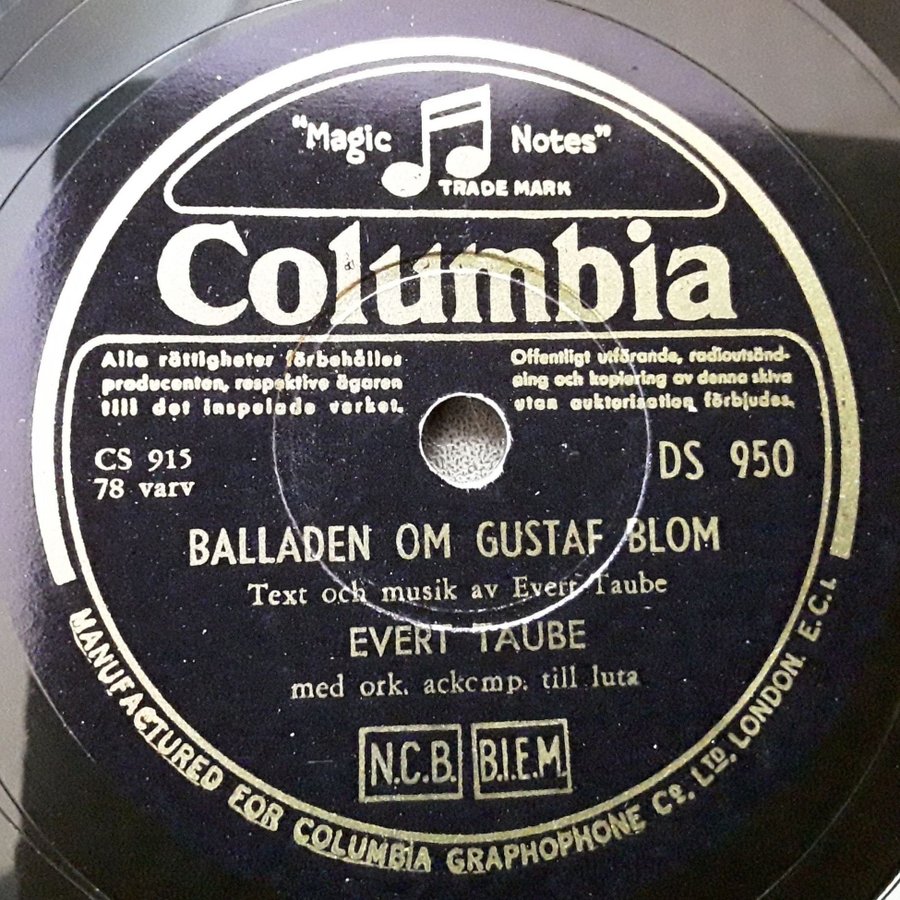 "Magic Notes"
TRADE MARK
Columbia
Alla rättigheter förbehålles
producenten, respektive ägaren
till det inspelade verket.
Offentligt utförande, radioutsänd-
ning och kopiering av denna skiva
utan auktorisation förbjudes.
CS 915
78 varv
DS 950
BALLADEN OM GUSTAF BLOM
Text och musik av Evert Taube
EVERT TAUBE
med ork. ackomp. till luta
N.C.B. B.I.E.M.
MANUFACTURED FOR COLUMBIA GRAPHOPHONE Co. LTD. LONDON. E.C.1.